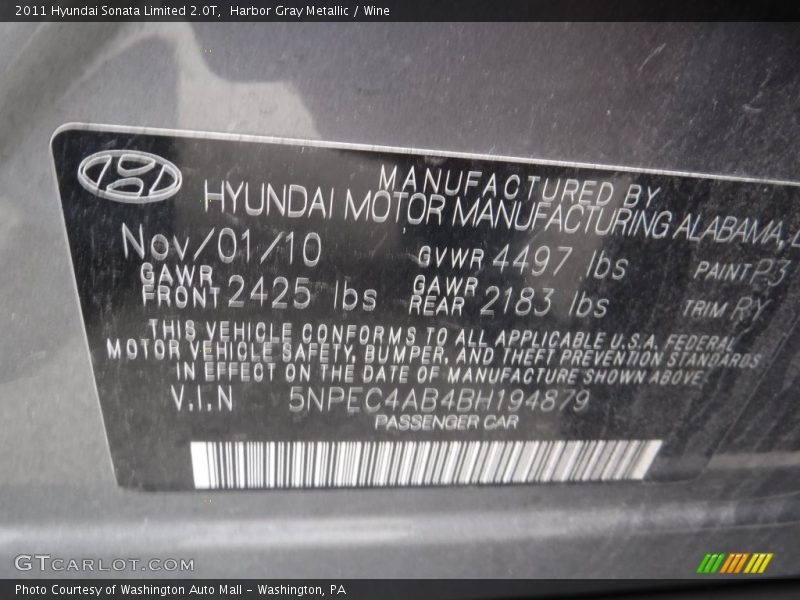 2011 Hyundai Sonata Limited 2.0T, Harbor Gray Metallic / Wine
MANUFACTURED BY
HYUNDAI MOTOR MANUFACTURING ALABAMA,
Nov/01/10 GVWR 4497 lbs PAINT P3
GAWR FRONT 2425 lbs GAWR REAR 2183 lbs TRIM RY
THIS VEHICLE CONFORMS TO ALL APPLICABLE U.S.A. FEDERAL
MOTOR VEHICLE SAFETY, BUMPER, AND THEFT PREVENTION STANDARDS
IN EFFECT ON THE DATE OF MANUFACTURE SHOWN ABOVE.
V.I.N 5NPEC4AB4BH194879
PASSENGER CAR
GTCARLOT.COM
Photo Courtesy of Washington Auto Mall - Washington, PA